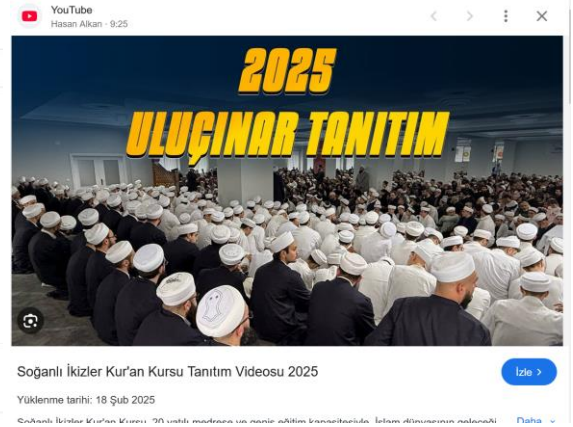 YouTube
Hasan Alkan · 9:25
2025
ULUÇINAR TANITIM
Soğanlı İkizler Kur'an Kursu Tanıtım Videosu 2025
İzle >
Yüklenme tarihi: 18 Şub 2025
Soğanlı İkizler Kur'an Kursu, 20 yatılı medrese ve geniş eğitim kapasitesiyle, İslam dünyasının geleceği
Daha